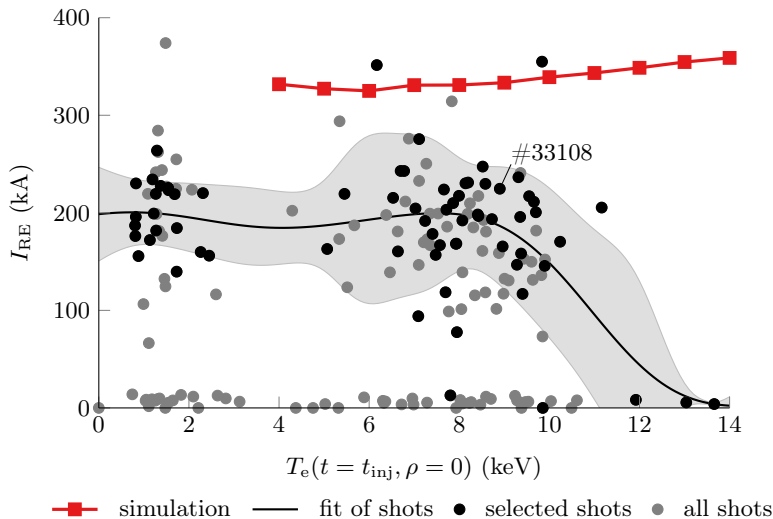 400
300
200
100
0
I_RE (kA)
#33108
0 2 4 6 8 10 12 14
T_e(t = t_inj, ρ = 0) (keV)
simulation fit of shots selected shots all shots